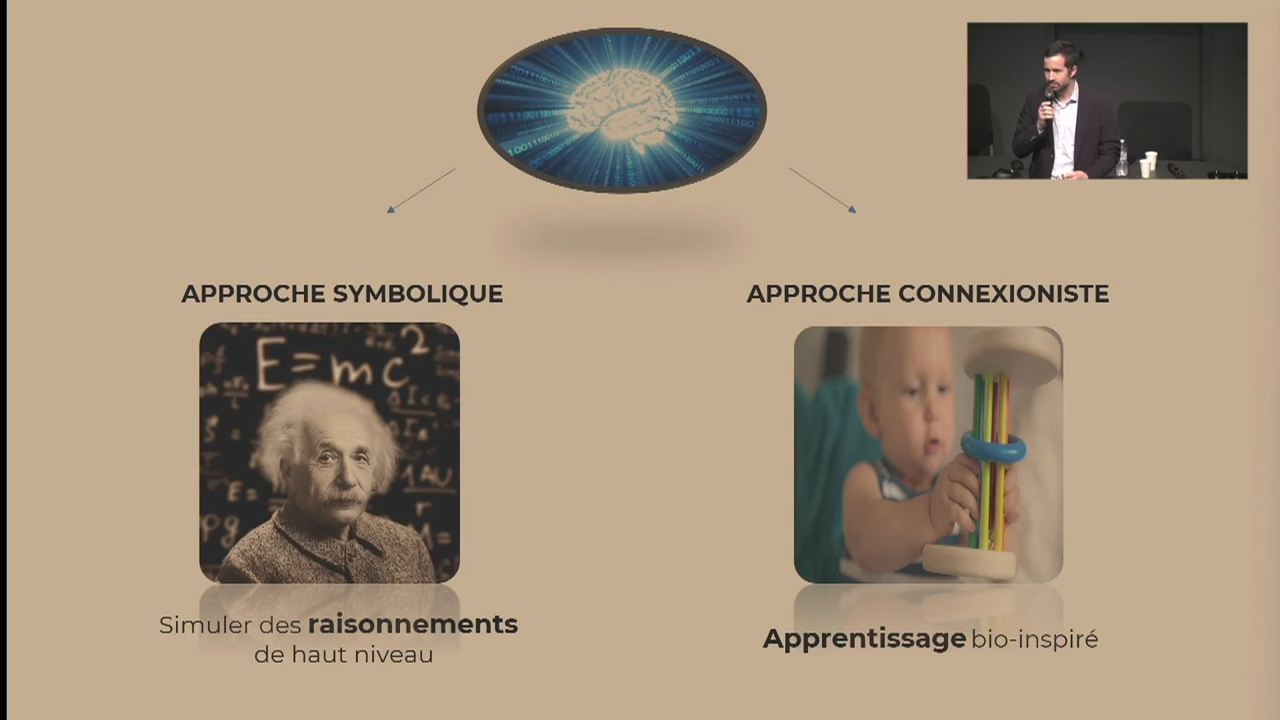 APPROCHE SYMBOLIQUE
APPROCHE CONNEXIONISTE
E=mc²
Simuler des raisonnements
de haut niveau
Apprentissage bio-inspiré